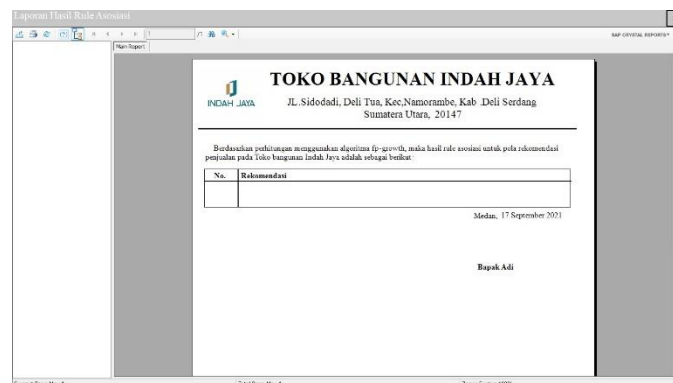 Laporan Hasil Rule Asosiasi
SAP CRYSTAL REPORTS®
Main Report
TOKO BANGUNAN INDAH JAYA
INDAH JAYA
JL.Sidodadi, Deli Tua, Kec,Namorambe, Kab .Deli Serdang
Sumatera Utara, 20147
Berdasarkan perhitungan menggunakan algoritma fp-growth, maka hasil rule asosiasi untuk pola rekomendasi
penjualan pada Toko bangunan Indah Jaya adalah sebagai berikut
No. Rekomendasi
Medan, 17 September 2021
Bapak Adi